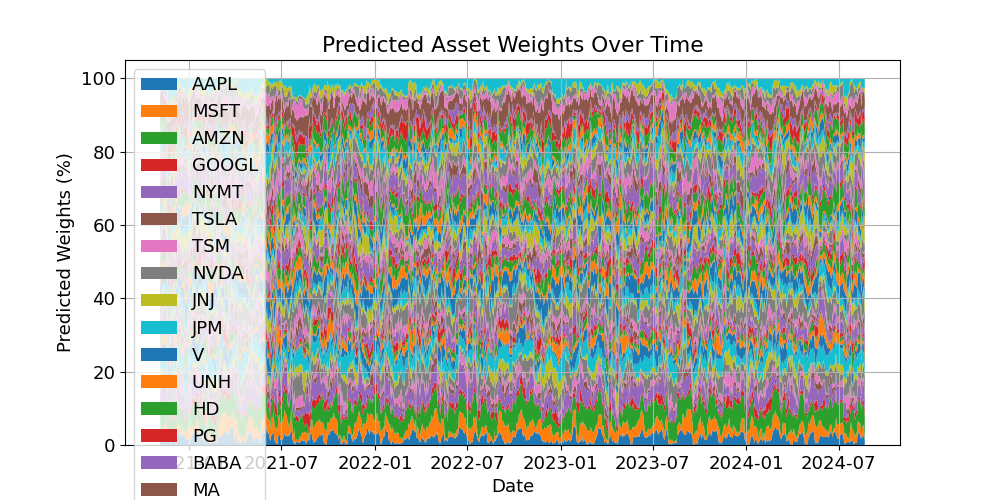 Predicted Asset Weights Over Time
Predicted Weights (%)
100
80
60
40
20
0
AAPL
MSFT
AMZN
GOOGL
NYMT
TSLA
TSM
NVDA
JNJ
JPM
V
UNH
HD
PG
BABA
MA
2021-07
2022-01
2022-07
2023-01
2023-07
2024-01
2024-07
Date